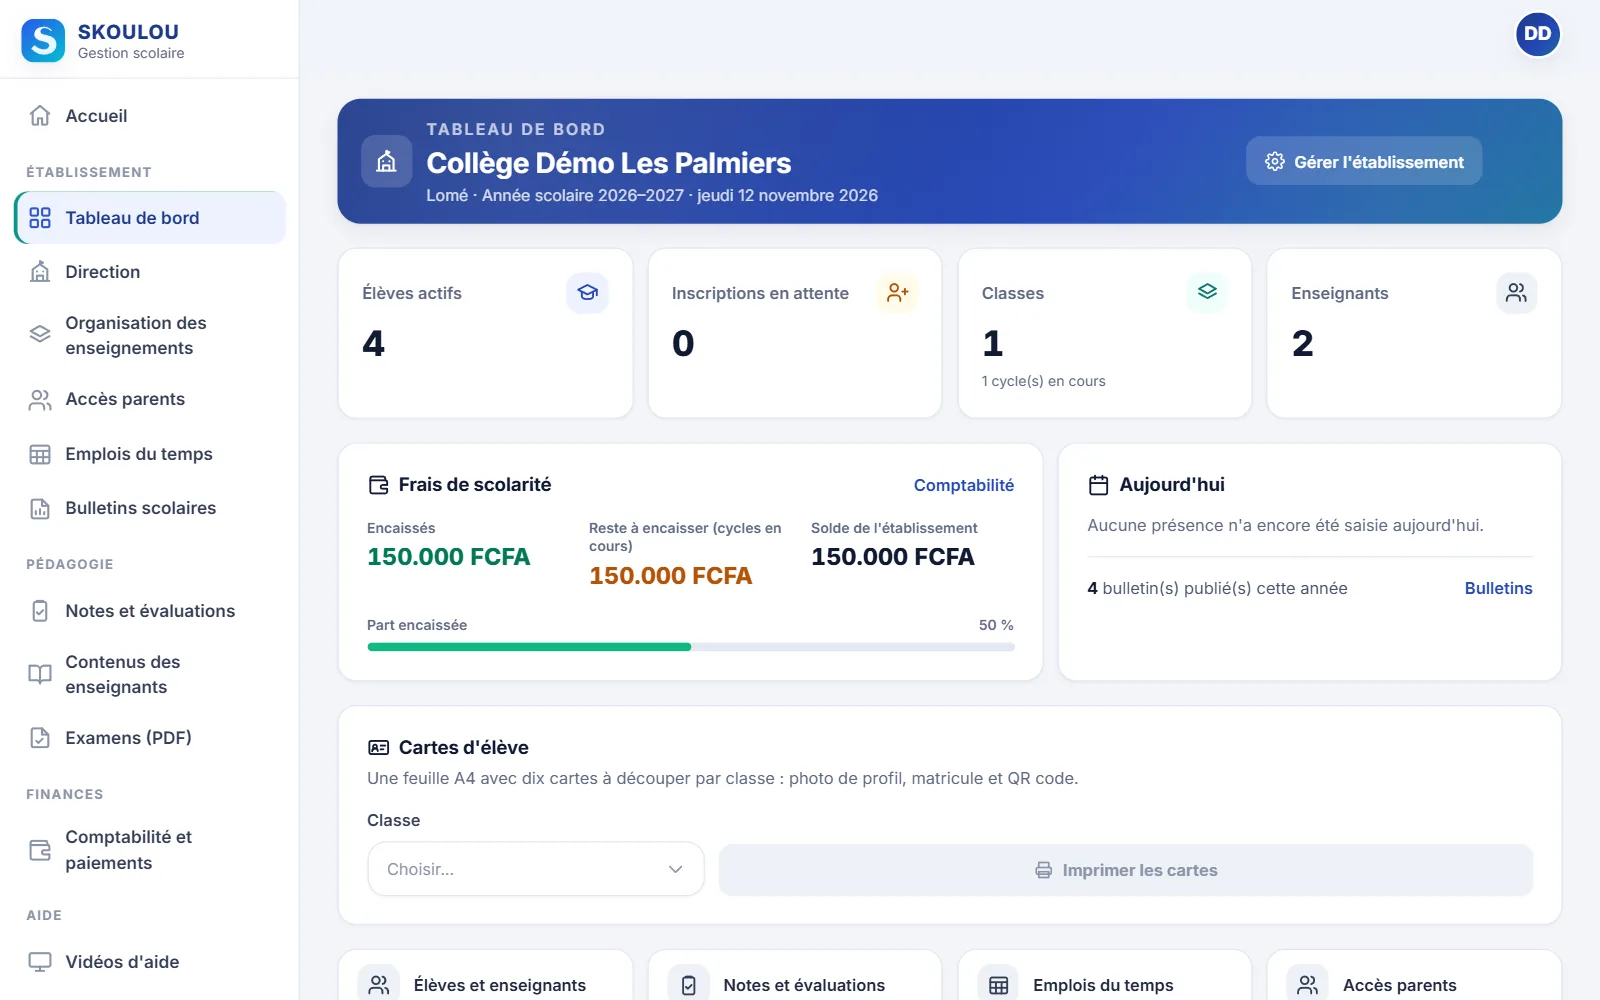 SKOULOU
Gestion scolaire
DD
Accueil
ÉTABLISSEMENT
Tableau de bord
Direction
Organisation des
enseignements
Accès parents
Emplois du temps
Bulletins scolaires
PÉDAGOGIE
Notes et évaluations
Contenus des
enseignants
Examens (PDF)
FINANCES
Comptabilité et
paiements
AIDE
Vidéos d'aide
TABLEAU DE BORD
Collège Démo Les Palmiers
Lomé · Année scolaire 2026–2027 · jeudi 12 novembre 2026
Gérer l'établissement
Élèves actifs
4
Inscriptions en attente
0
Classes
1
1 cycle(s) en cours
Enseignants
2
Frais de scolarité
Comptabilité
Encaissés
150.000 FCFA
Reste à encaisser (cycles en
cours)
150.000 FCFA
Solde de l'établissement
150.000 FCFA
Part encaissée
50 %
Aujourd'hui
Aucune présence n'a encore été saisie aujourd'hui.
4 bulletin(s) publié(s) cette année
Bulletins
Cartes d'élève
Une feuille A4 avec dix cartes à découper par classe : photo de profil, matricule et QR code.
Classe
Choisir...
Imprimer les cartes
Élèves et enseignants
Notes et évaluations
Emplois du temps
Accès parents